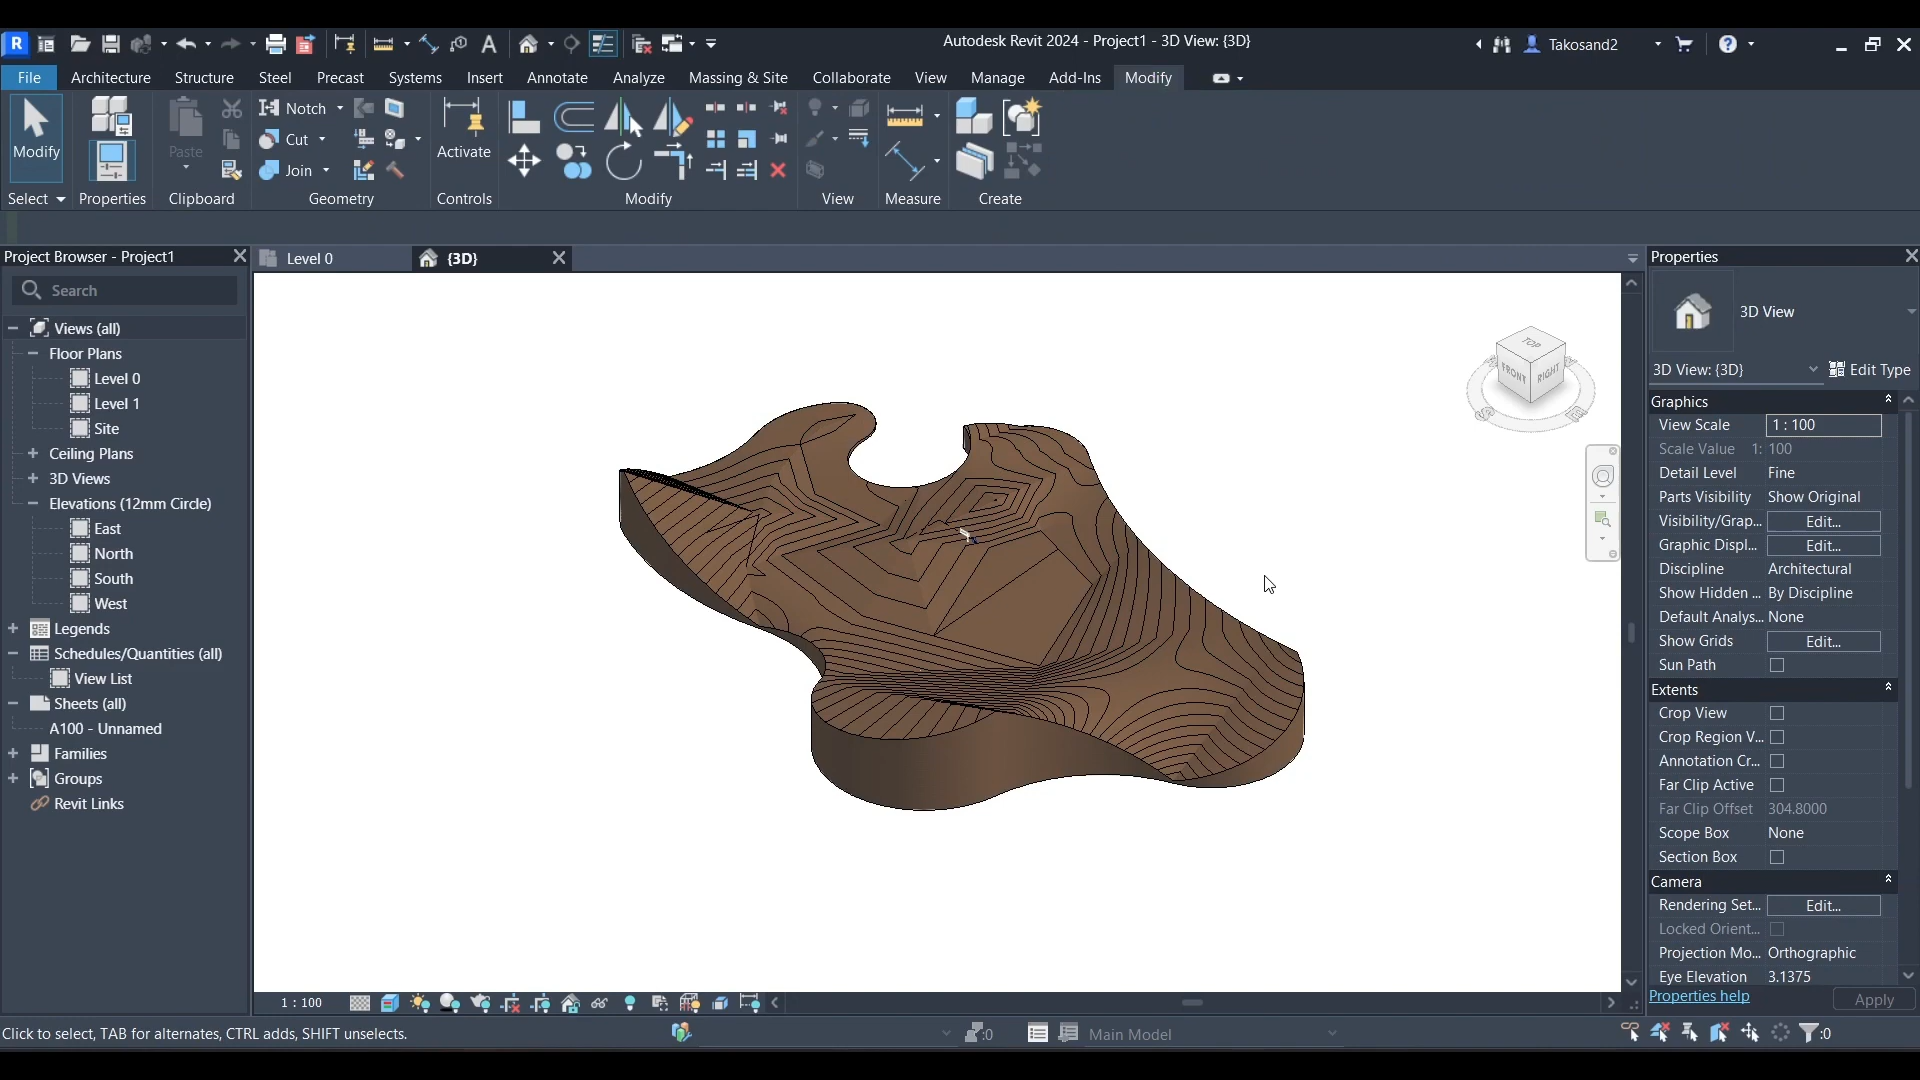 Autodesk Revit 2024 - Project1 - 3D View: {3D}
Takosand2
File Architecture Structure Steel Precast Systems Insert Annotate Analyze Massing & Site Collaborate View Manage Add-Ins Modify
Modify
Notch
Cut
Join
Paste
Activate
Select Properties Clipboard Geometry Controls Modify View Measure Create
Project Browser - Project1
Search
Views (all)
Floor Plans
Level 0
Level 1
Site
Ceiling Plans
3D Views
Elevations (12mm Circle)
East
North
South
West
Legends
Schedules/Quantities (all)
View List
Sheets (all)
A100 - Unnamed
Families
Groups
Revit Links
Level 0
{3D}
TOP
FRONT
RIGHT
Properties
3D View
3D View: {3D} Edit Type
Graphics
View Scale 1 : 100
Scale Value 1: 100
Detail Level Fine
Parts Visibility Show Original
Visibility/Grap... Edit...
Graphic Displ... Edit...
Discipline Architectural
Show Hidden ... By Discipline
Default Analys... None
Show Grids Edit...
Sun Path
Extents
Crop View
Crop Region V...
Annotation Cr...
Far Clip Active
Far Clip Offset 304.8000
Scope Box None
Section Box
Camera
Rendering Set... Edit...
Locked Orient...
Projection Mo... Orthographic
Eye Elevation 3.1375
Properties help Apply
1 : 100
Click to select, TAB for alternates, CTRL adds, SHIFT unselects.
:0
Main Model
:0